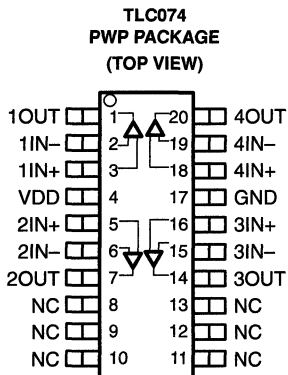 TLC074
PWP PACKAGE
(TOP VIEW)
1OUT 1 20 4OUT
1IN− 2 19 4IN−
1IN+ 3 18 4IN+
VDD 4 17 GND
2IN+ 5 16 3IN+
2IN− 6 15 3IN−
2OUT 7 14 3OUT
NC 8 13 NC
NC 9 12 NC
NC 10 11 NC